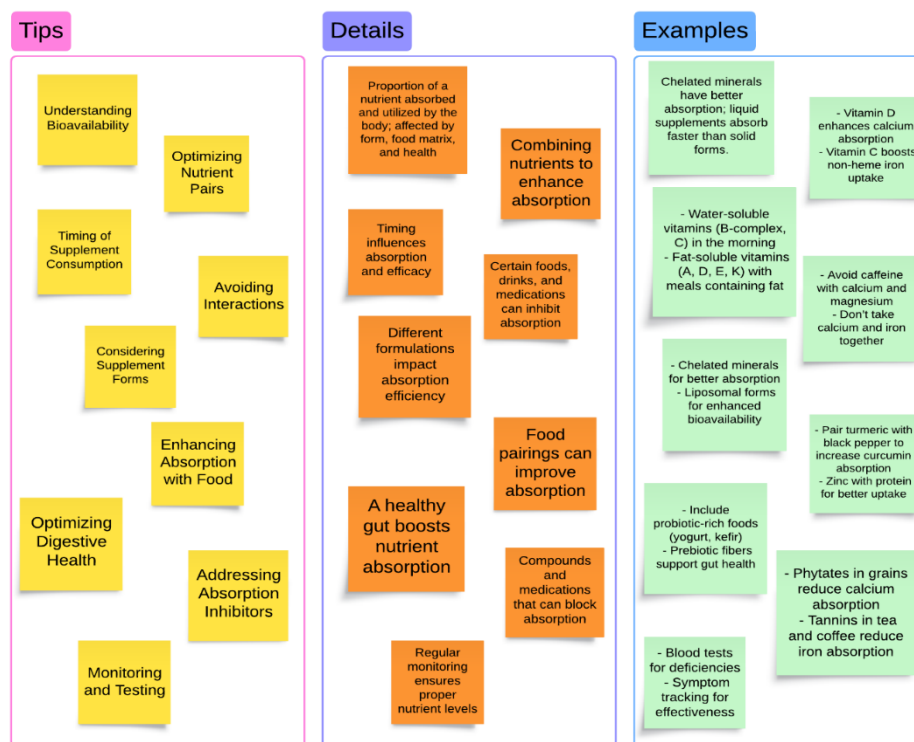 Tips
Understanding
Bioavailability
Optimizing
Nutrient
Pairs
Timing of
Supplement
Consumption
Avoiding
Interactions
Considering
Supplement
Forms
Enhancing
Absorption
with Food
Optimizing
Digestive
Health
Addressing
Absorption
Inhibitors
Monitoring
and Testing
Details
Proportion of a
nutrient absorbed
and utilized by the
body; affected by
form, food matrix,
and health
Combining
nutrients to
enhance
absorption
Timing
influences
absorption
and efficacy
Certain foods,
drinks, and
medications
can inhibit
absorption
Different
formulations
impact
absorption
efficiency
Food
pairings can
improve
absorption
A healthy
gut boosts
nutrient
absorption
Compounds
and
medications
that can block
absorption
Regular
monitoring
ensures
proper
nutrient levels
Examples
Chelated minerals
have better
absorption; liquid
supplements absorb
faster than solid
forms.
- Vitamin D
enhances calcium
absorption
- Vitamin C boosts
non-heme iron
uptake
- Water-soluble
vitamins (B-complex,
C) in the morning
- Fat-soluble vitamins
(A, D, E, K) with
meals containing fat
- Avoid caffeine
with calcium and
magnesium
- Don't take
calcium and iron
together
- Chelated minerals
for better absorption
- Liposomal forms
for enhanced
bioavailability
- Pair turmeric with
black pepper to
increase curcumin
absorption
- Zinc with protein
for better uptake
- Include
probiotic-rich foods
(yogurt, kefir)
- Prebiotic fibers
support gut health
- Phytates in grains
reduce calcium
absorption
- Tannins in tea
and coffee reduce
iron absorption
- Blood tests
for deficiencies
- Symptom
tracking for
effectiveness